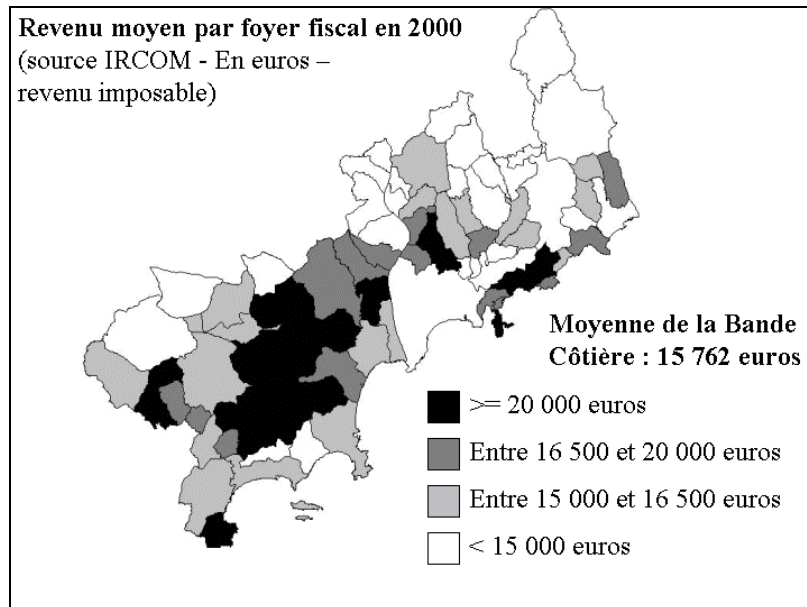 Revenu moyen par foyer fiscal en 2000
(source IRCOM - En euros –
revenu imposable)
Moyenne de la Bande
Côtière : 15 762 euros
>= 20 000 euros
Entre 16 500 et 20 000 euros
Entre 15 000 et 16 500 euros
< 15 000 euros